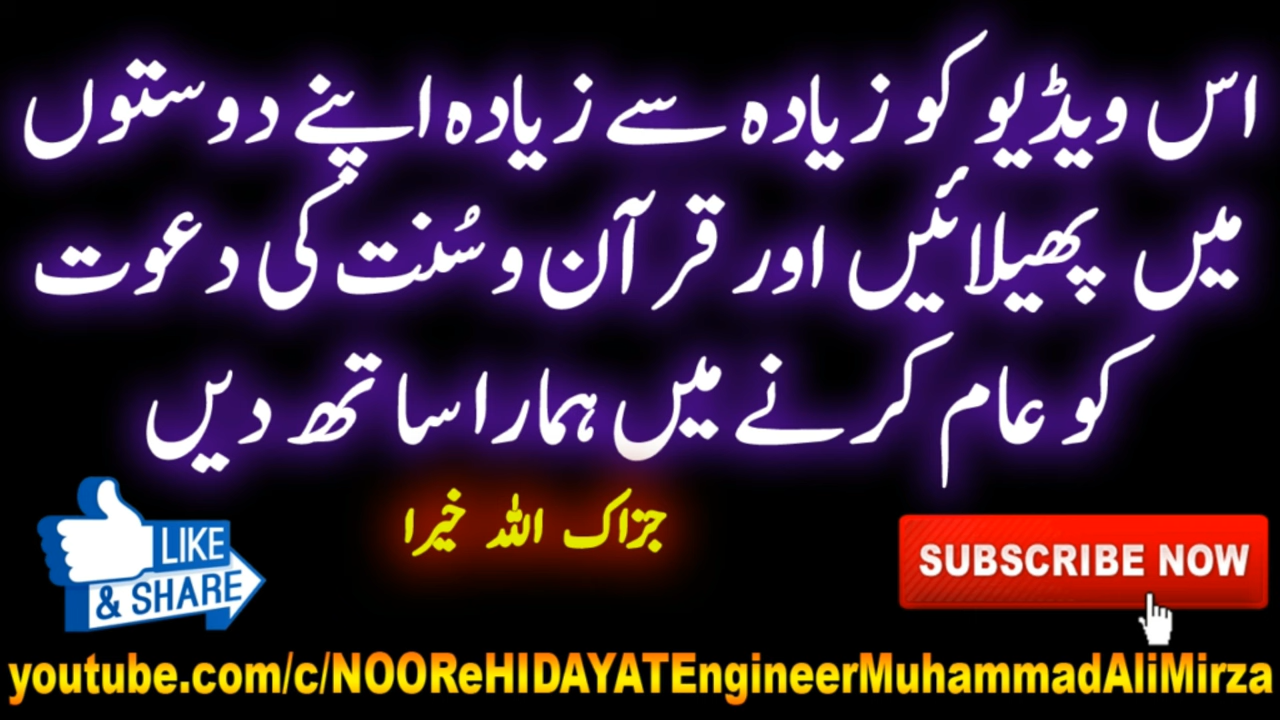 اس ویڈیو کو زیادہ سے زیادہ اپنے دوستوں
میں پھیلائیں اور قرآن و سُنت کی دعوت
کو عام کرنے میں ہمارا ساتھ دیں
جزاک اللہ خیرا
LIKE
& SHARE
SUBSCRIBE NOW
youtube.com/c/NOOReHIDAYATEngineerMuhammadAliMirza